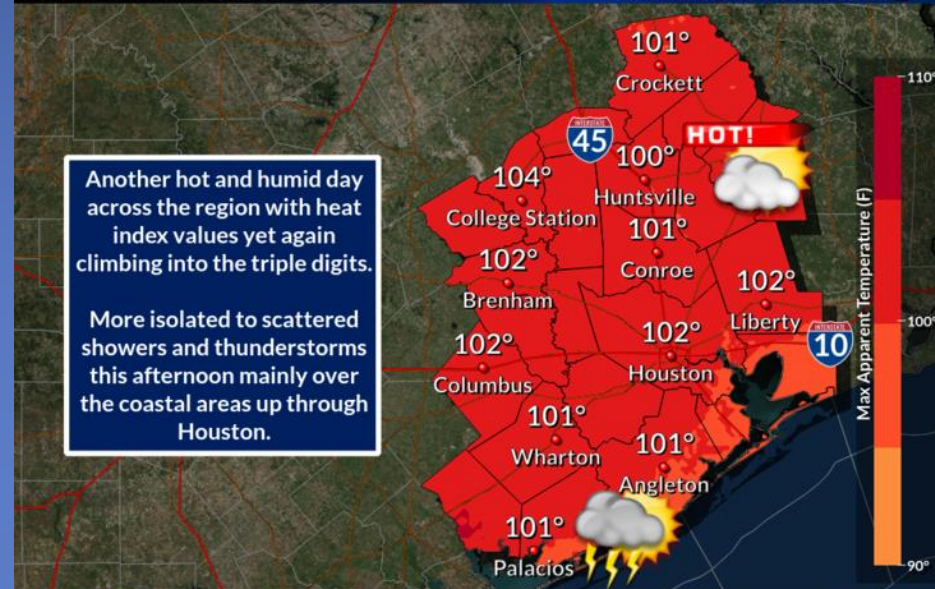 Another hot and humid day
across the region with heat
index values yet again
climbing into the triple digits.
More isolated to scattered
showers and thunderstorms
this afternoon mainly over
the coastal areas up through
Houston.
101°
Crockett
INTERSTATE
45
HOT!
100°
Huntsville
104°
College Station
101°
Conroe
102°
Brenham
102°
Liberty
INTERSTATE
10
102°
Houston
102°
Columbus
101°
Wharton
101°
Angleton
101°
Palacios
110°
100°
90°
Max Apparent Temperature (F)